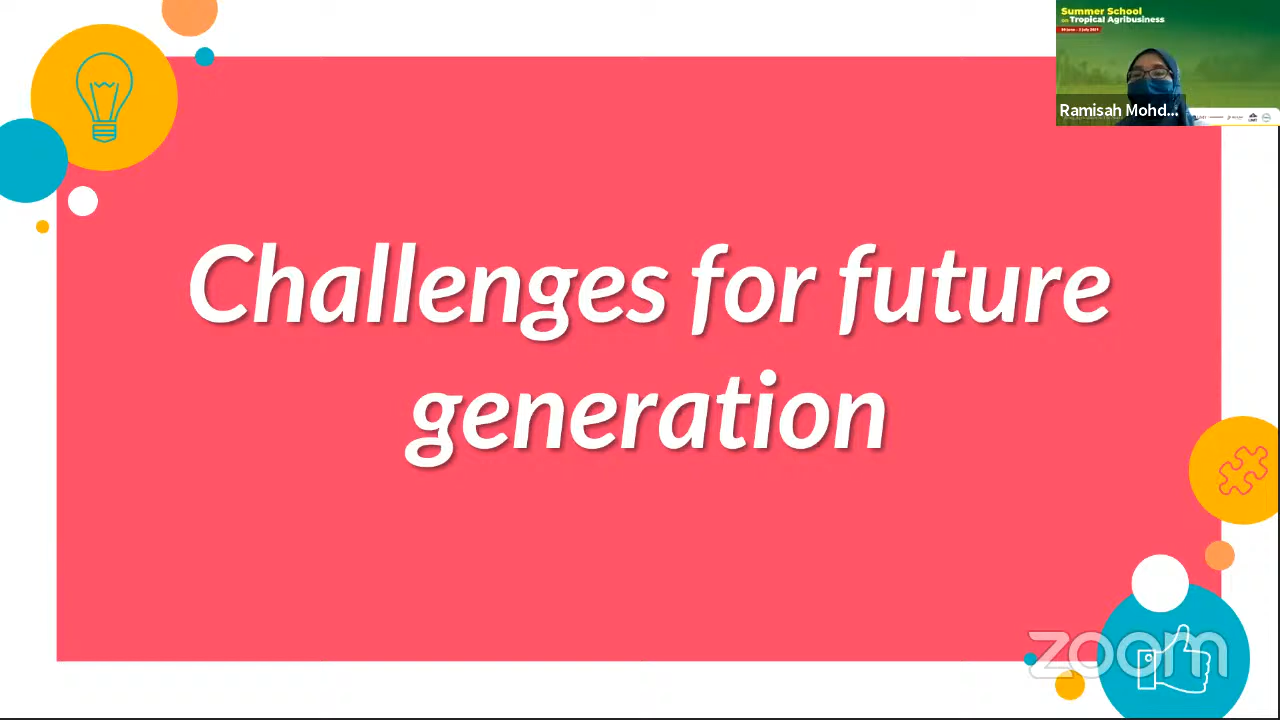 Summer School
on Tropical Agribusiness
Ramisah Mohd...
Challenges for future
generation
zoom